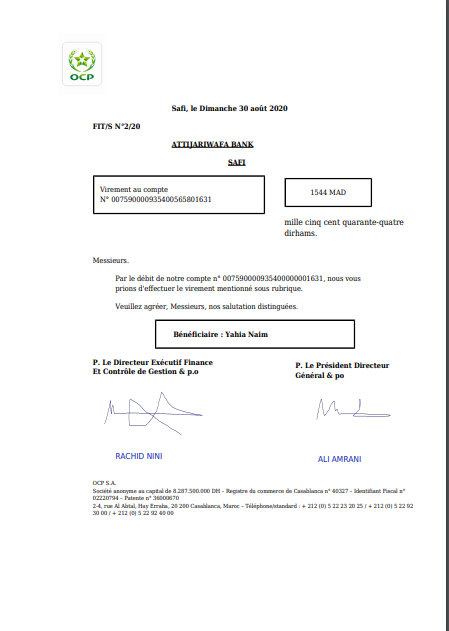 OCP
Safi, le Dimanche 30 août 2020
FIT/S N°2/20
ATTIJARIWAFA BANK
SAFI
Virement au compte
N° 007590000935400565801631
1544 MAD
mille cinq cent quarante-quatre
dirhams.
Messieurs.
Par le débit de notre compte n° 007590000935400000001631, nous vous
prions d'effectuer le virement mentionné sous rubrique.
Veuillez agréer, Messieurs, nos salutation distinguées.
Bénéficiaire : Yahia Naim
P. Le Directeur Exécutif Finance
Et Contrôle de Gestion & p.o
P. Le Président Directeur
Général & po
RACHID NINI
ALI AMRANI
OCP S.A.
Société anonyme au capital de 8.287.500.000 DH – Registre du commerce de Casablanca n° 40327 – Identifiant Fiscal n°
02220794 – Patente n° 36000670
2-4, rue Al Abtal, Hay Erraha, 20 200 Casablanca, Maroc – Téléphone/standard : + 212 (0) 5 22 23 20 25 / + 212 (0) 5 22 92
30 00 / + 212 (0) 5 22 92 40 00